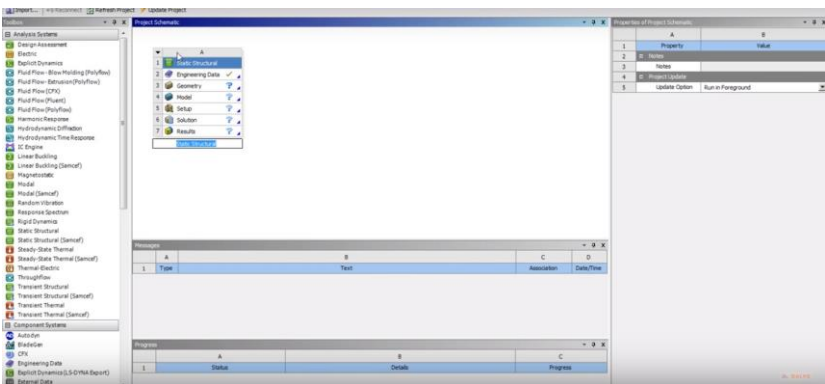 Import... Reconnect Refresh Project Update Project
Toolbox
Analysis Systems
Design Assessment
Electric
Explicit Dynamics
Fluid Flow - Blow Molding (Polyflow)
Fluid Flow - Extrusion (Polyflow)
Fluid Flow (CFX)
Fluid Flow (Fluent)
Fluid Flow (Polyflow)
Harmonic Response
Hydrodynamic Diffraction
Hydrodynamic Time Response
IC Engine
Linear Buckling
Linear Buckling (Samcef)
Magnetostatic
Modal
Modal (Samcef)
Random Vibration
Response Spectrum
Rigid Dynamics
Static Structural
Static Structural (Samcef)
Steady-State Thermal
Steady-State Thermal (Samcef)
Thermal-Electric
Throughflow
Transient Structural
Transient Structural (Samcef)
Transient Thermal
Transient Thermal (Samcef)
Component Systems
Autodyn
BladeGen
CFX
Engineering Data
Explicit Dynamics (LS-DYNA Export)
External Data
Project Schematic
A
1 Static Structural
2 Engineering Data
3 Geometry
4 Model
5 Setup
6 Solution
7 Results
Static Structural
Messages
A B C D
1 Type Text Association Date/Time
Progress
A B C
1 Status Details Progress
Properties of Project Schematic
A B
1 Property Value
2 Notes
3 Notes
4 Project Update
5 Update Option Run in Foreground